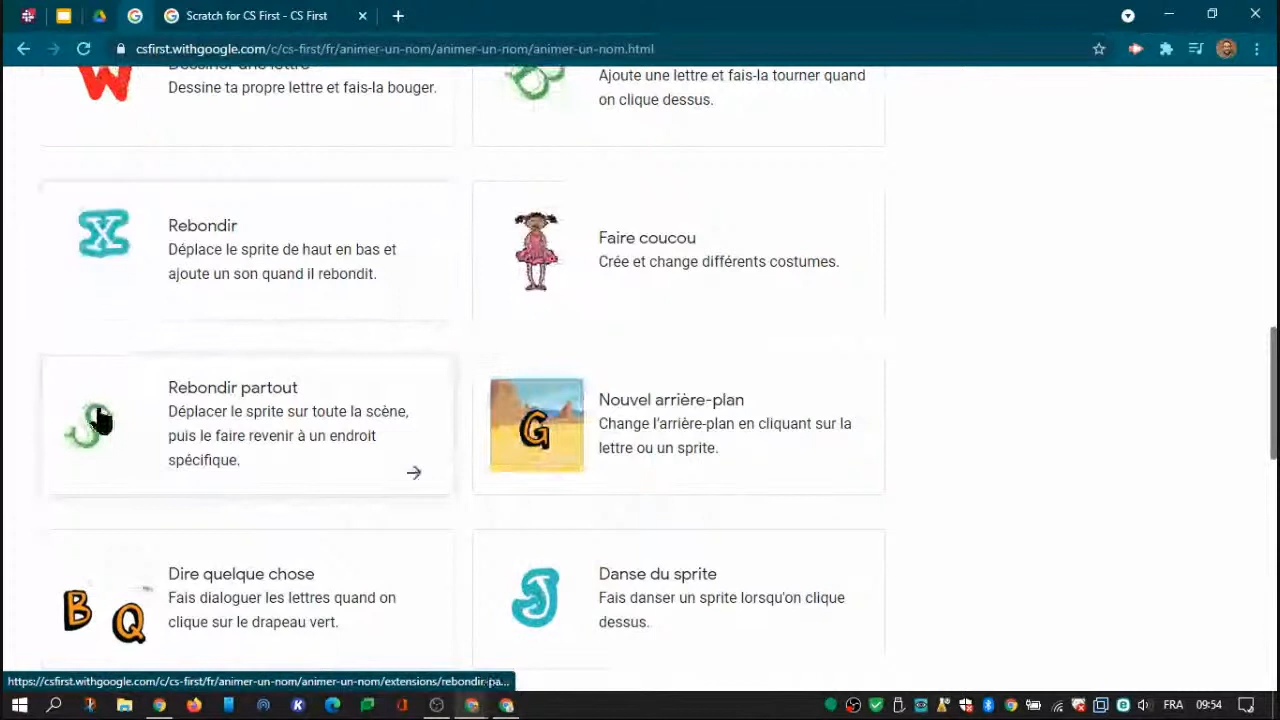 Scratch for CS First - CS First
csfirst.withgoogle.com/c/cs-first/fr/animer-un-nom/animer-un-nom/animer-un-nom.html
Dessiner une lettre
Dessine ta propre lettre et fais-la bouger.
Ajoute une lettre et fais-la tourner quand
on clique dessus.
Rebondir
Déplace le sprite de haut en bas et
ajoute un son quand il rebondit.
Faire coucou
Crée et change différents costumes.
Rebondir partout
Déplacer le sprite sur toute la scène,
puis le faire revenir à un endroit
spécifique.
Nouvel arrière-plan
Change l'arrière-plan en cliquant sur la
lettre ou un sprite.
Dire quelque chose
Fais dialoguer les lettres quand on
clique sur le drapeau vert.
Danse du sprite
Fais danser un sprite lorsqu'on clique
dessus.
W
B
X
S
G
B Q
J
https://csfirst.withgoogle.com/c/cs-first/fr/animer-un-nom/animer-un-nom/extensions/rebondir-pa...
FRA 09:54